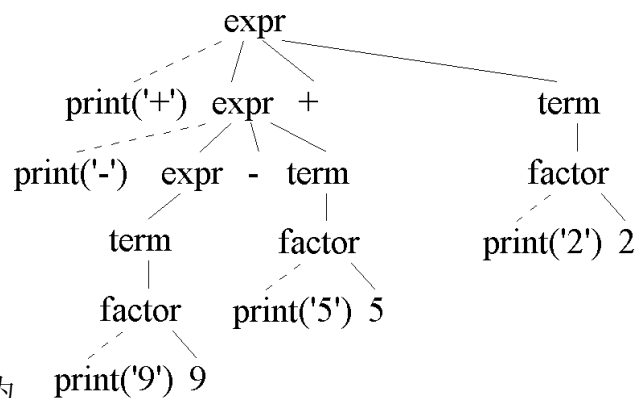 expr
print('+') expr + term
print('-') expr - term factor
term factor print('2') 2
factor print('5') 5
为 print('9') 9